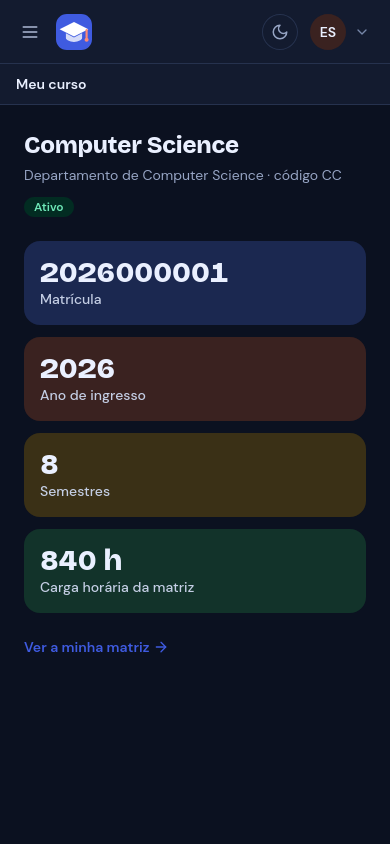 ES
Meu curso
Computer Science
Departamento de Computer Science · código CC
Ativo
2026000001
Matrícula
2026
Ano de ingresso
8
Semestres
840 h
Carga horária da matriz
Ver a minha matriz →